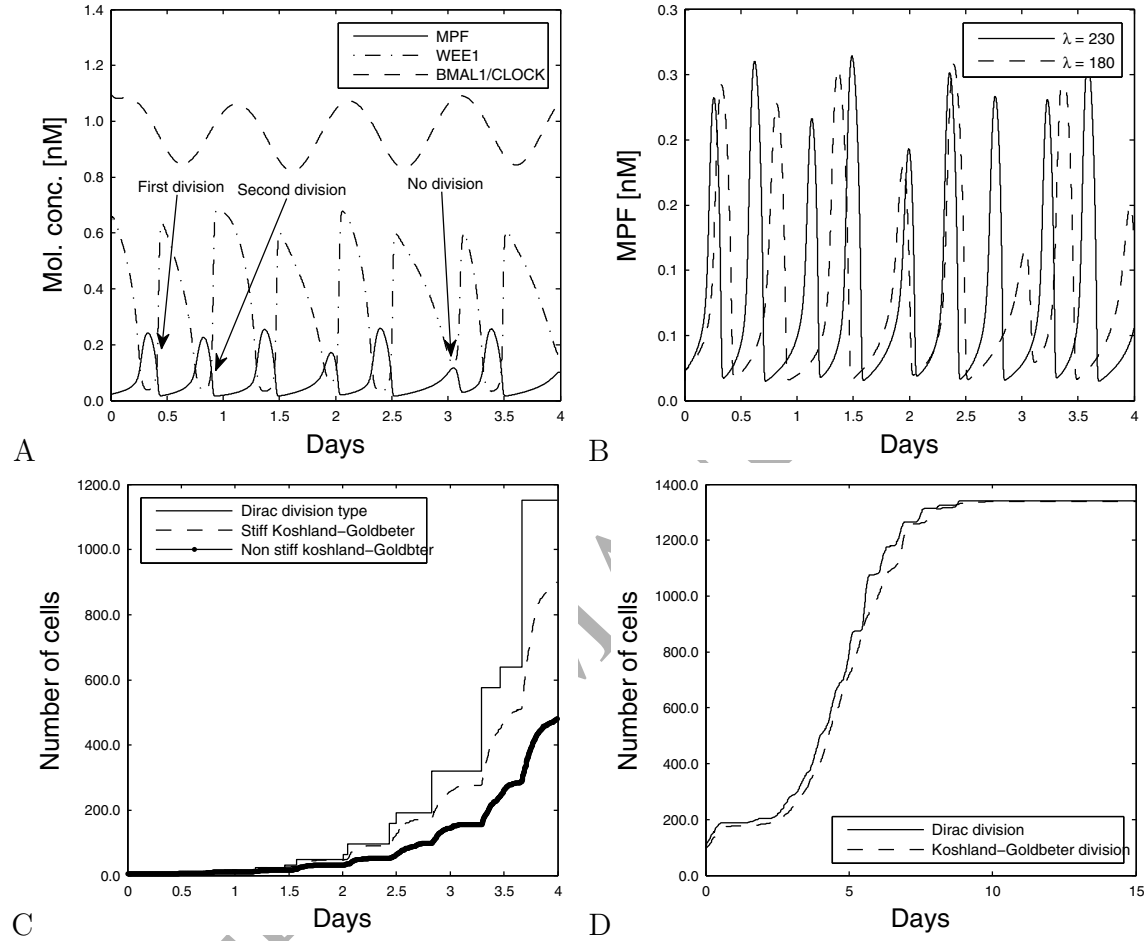 1.4
1.2
1.0
0.8
0.6
0.4
0.2
0.0
Mol. conc. [nM]
MPF
WEE1
BMAL1/CLOCK
First division
Second division
No division
0 0.5 1 1.5 2 2.5 3 3.5 4
Days
A
0.3
0.3
0.2
0.2
0.1
0.1
0.0
MPF [nM]
λ = 230
λ = 180
0 0.5 1 1.5 2 2.5 3 3.5 4
Days
B
1200.0
1000.0
800.0
600.0
400.0
200.0
0.0
Number of cells
Dirac division type
Stiff Koshland−Goldbeter
Non stiff koshland−Goldbter
0 0.5 1 1.5 2 2.5 3 3.5 4
Days
C
1400.0
1200.0
1000.0
800.0
600.0
400.0
200.0
0.0
Number of cells
Dirac division
Koshland−Goldbeter division
0 5 10 15
Days
D